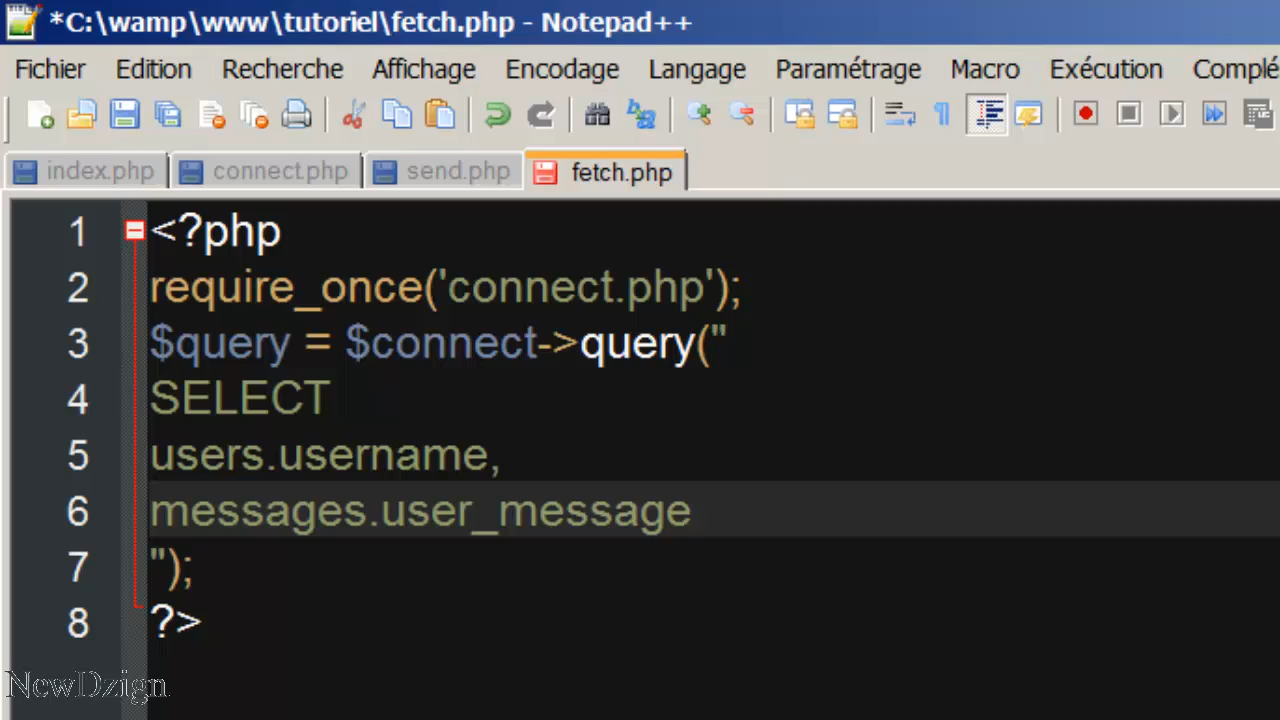 *C:\wamp\www\tutoriel\fetch.php - Notepad++
Fichier Edition Recherche Affichage Encodage Langage Paramétrage Macro Exécution Complé
index.php connect.php send.php fetch.php
1 <?php
2 require_once('connect.php');
3 $query = $connect->query("
4 SELECT
5 users.username,
6 messages.user_message
7 ");
8 ?>
NewDzign